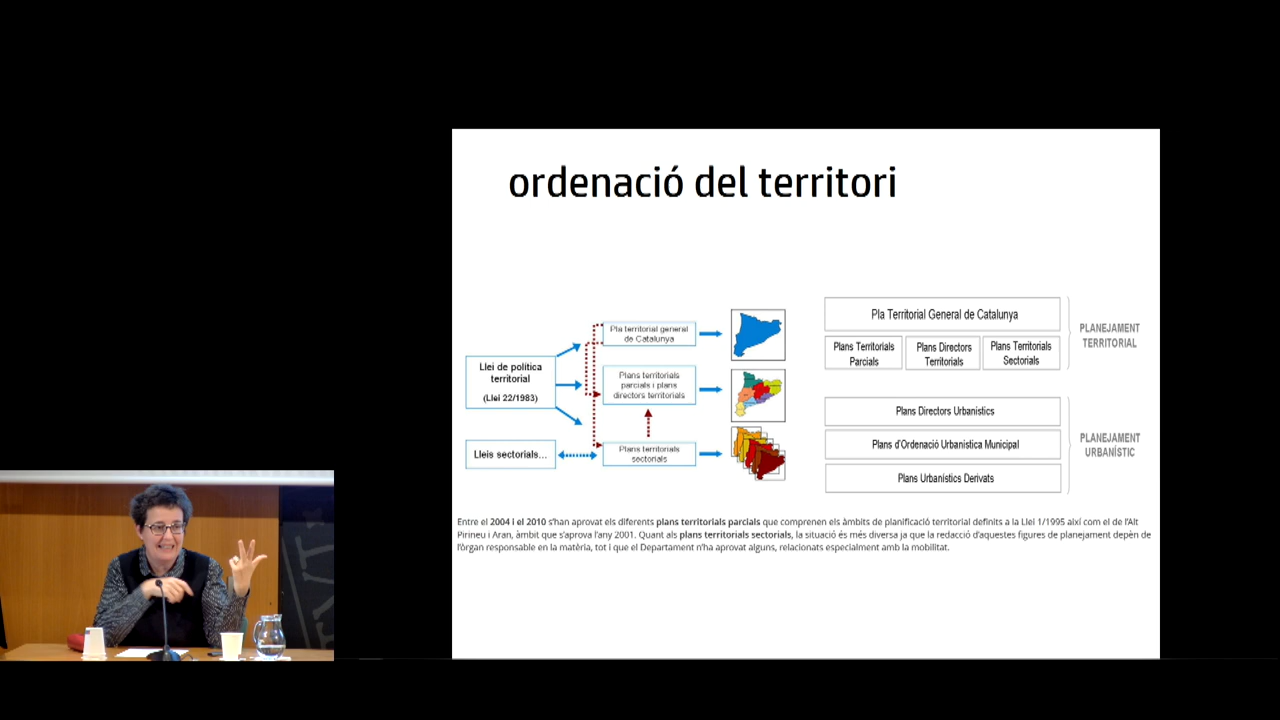 ordenació del territori
Llei de política
territorial
(Llei 22/1983)
Lleis sectorials...
Pla territorial general
de Catalunya
Plans territorials
parcials i plans
directors territorials
Plans territorials
sectorials
Pla Territorial General de Catalunya
Plans Territorials
Parcials
Plans Directors
Territorials
Plans Territorials
Sectorials
PLANEJAMENT
TERRITORIAL
Plans Directors Urbanístics
Plans d'Ordenació Urbanística Municipal
Plans Urbanístics Derivats
PLANEJAMENT
URBANÍSTIC
Entre el 2004 i el 2010 s'han aprovat els diferents plans territorials parcials que comprenen els àmbits de planificació territorial definits a la Llei 1/1995 així com el de l'Alt
Pirineu i Aran, àmbit que s'aprova l'any 2001. Quant als plans territorials sectorials, la situació és més diversa ja que la redacció d'aquestes figures de planejament depèn de
l'òrgan responsable en la matèria, tot i que el Departament n'ha aprovat alguns, relacionats especialment amb la mobilitat.